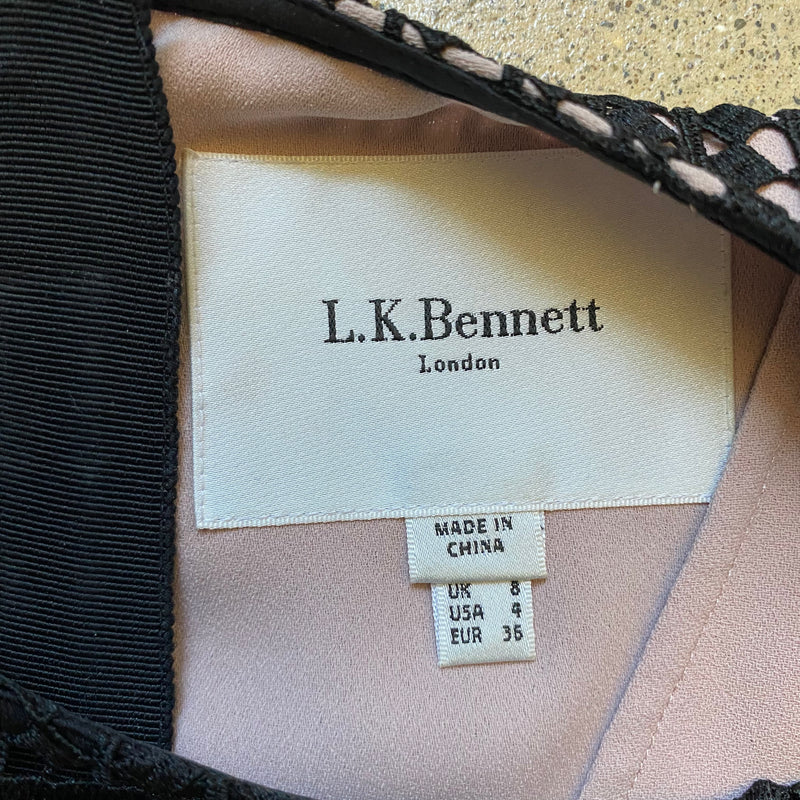 L.K.Bennett
London
MADE IN
CHINA
UK 8
USA 4
EUR 36